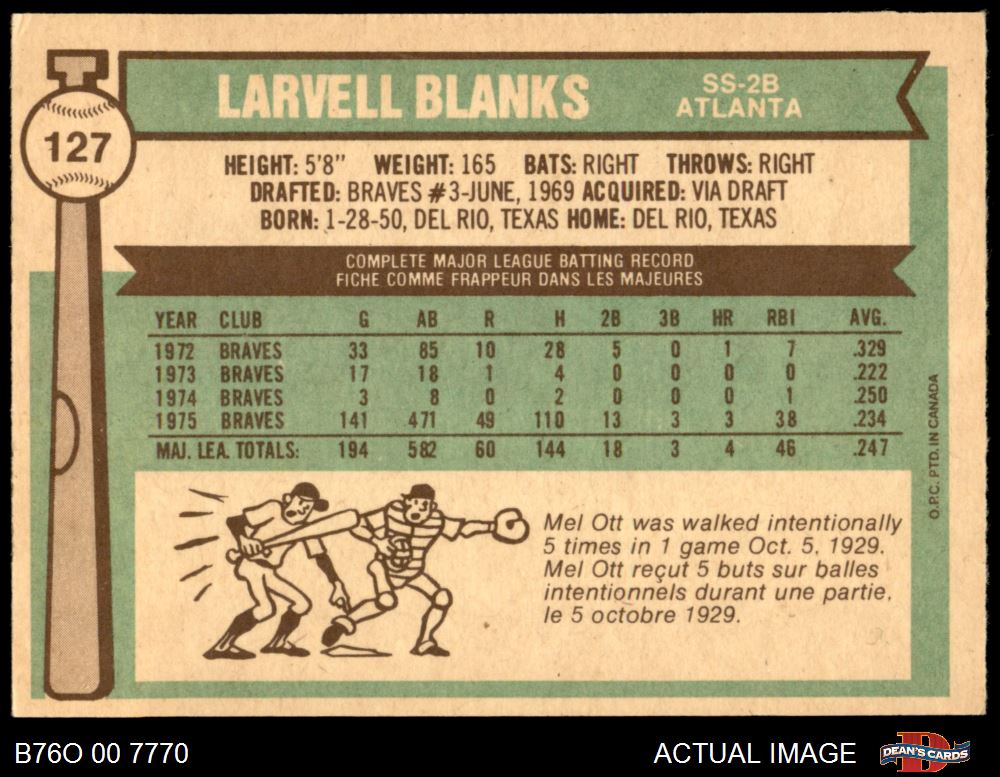 LARVELL BLANKS
SS-2B
ATLANTA
127
HEIGHT: 5'8" WEIGHT: 165 BATS: RIGHT THROWS: RIGHT
DRAFTED: BRAVES #3-JUNE, 1969 ACQUIRED: VIA DRAFT
BORN: 1-28-50, DEL RIO, TEXAS HOME: DEL RIO, TEXAS
COMPLETE MAJOR LEAGUE BATTING RECORD
FICHE COMME FRAPPEUR DANS LES MAJEURES
YEAR CLUB G AB R H 2B 3B HR RBI AVG.
1972 BRAVES 33 85 10 28 5 0 1 7 .329
1973 BRAVES 17 18 1 4 0 0 0 0 .222
1974 BRAVES 3 8 0 2 0 0 0 1 .250
1975 BRAVES 141 471 49 110 13 3 3 38 .234
MAJ. LEA. TOTALS: 194 582 60 144 18 3 4 46 .247
O.P.C. PTD. IN CANADA
Mel Ott was walked intentionally
5 times in 1 game Oct. 5, 1929.
Mel Ott reçut 5 buts sur balles
intentionnels durant une partie,
le 5 octobre 1929.
B76O 00 7770
ACTUAL IMAGE
DEAN'S CARDS